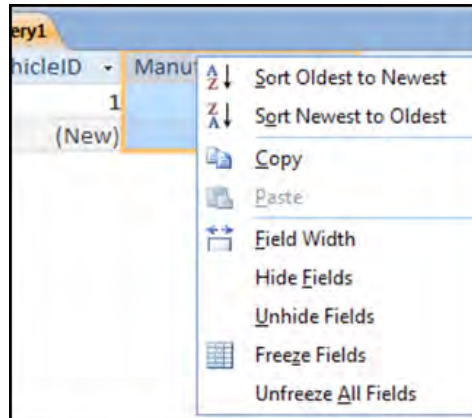 ery1
hicleID Manu
1
(New)
Sort Oldest to Newest
Sort Newest to Oldest
Copy
Paste
Field Width
Hide Fields
Unhide Fields
Freeze Fields
Unfreeze All Fields